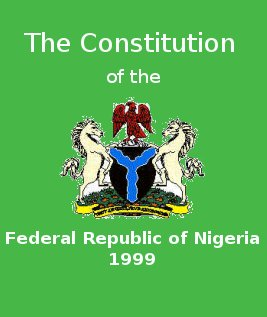 The Constitution
of the
Federal Republic of Nigeria
1999